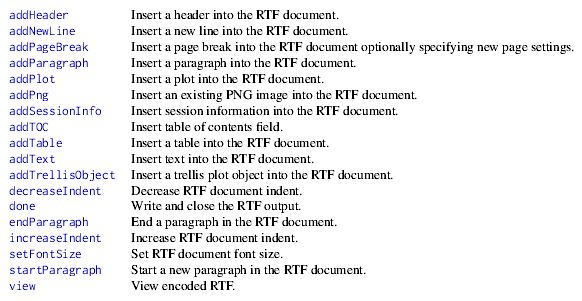 addHeader Insert a header into the RTF document.
addNewLine Insert a new line into the RTF document.
addPageBreak Insert a page break into the RTF document optionally specifying new page settings.
addParagraph Insert a paragraph into the RTF document.
addPlot Insert a plot into the RTF document.
addPng Insert an existing PNG image into the RTF document.
addSessionInfo Insert session information into the RTF document.
addTOC Insert table of contents field.
addTable Insert a table into the RTF document.
addText Insert text into the RTF document.
addTrellisObject Insert a trellis plot object into the RTF document.
decreaseIndent Decrease RTF document indent.
done Write and close the RTF output.
endParagraph End a paragraph in the RTF document.
increaseIndent Increase RTF document indent.
setFontSize Set RTF document font size.
startParagraph Start a new paragraph in the RTF document.
view View encoded RTF.